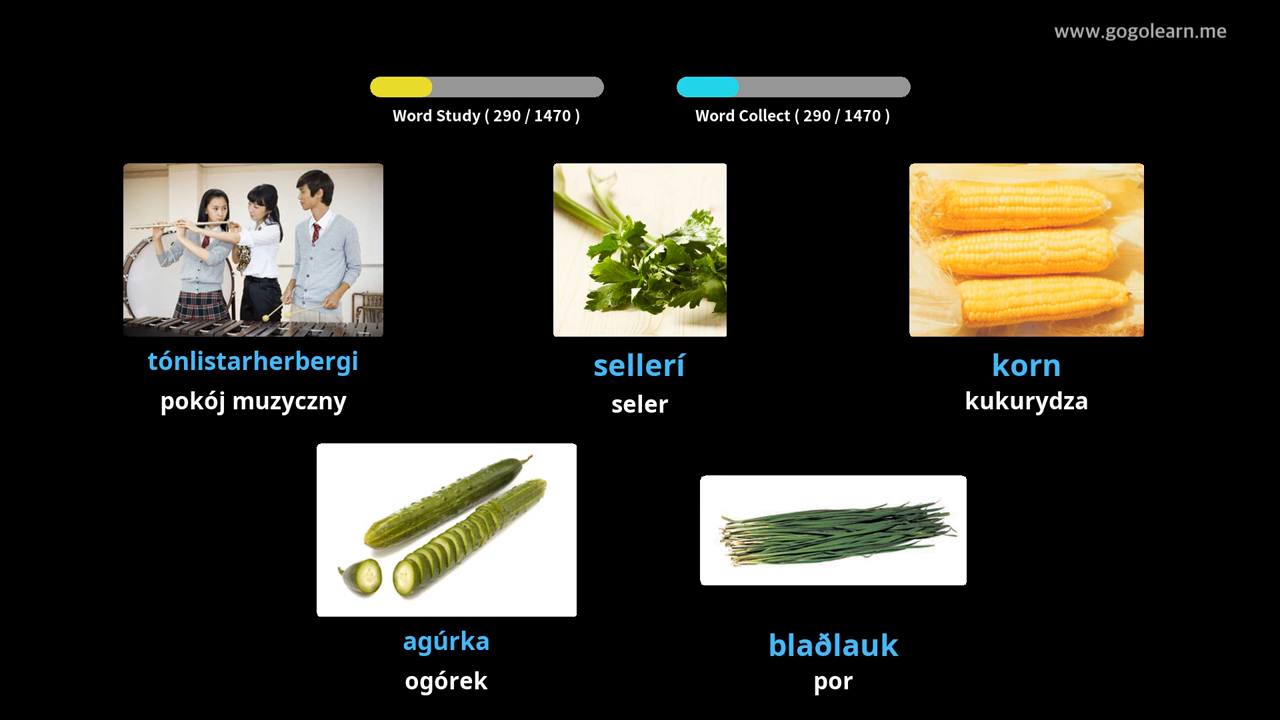 www.gogolearn.me
Word Study ( 290 / 1470 )
Word Collect ( 290 / 1470 )
tónlistarherbergi
pokój muzyczny
sellerí
seler
korn
kukurydza
agúrka
ogórek
blaðlauk
por